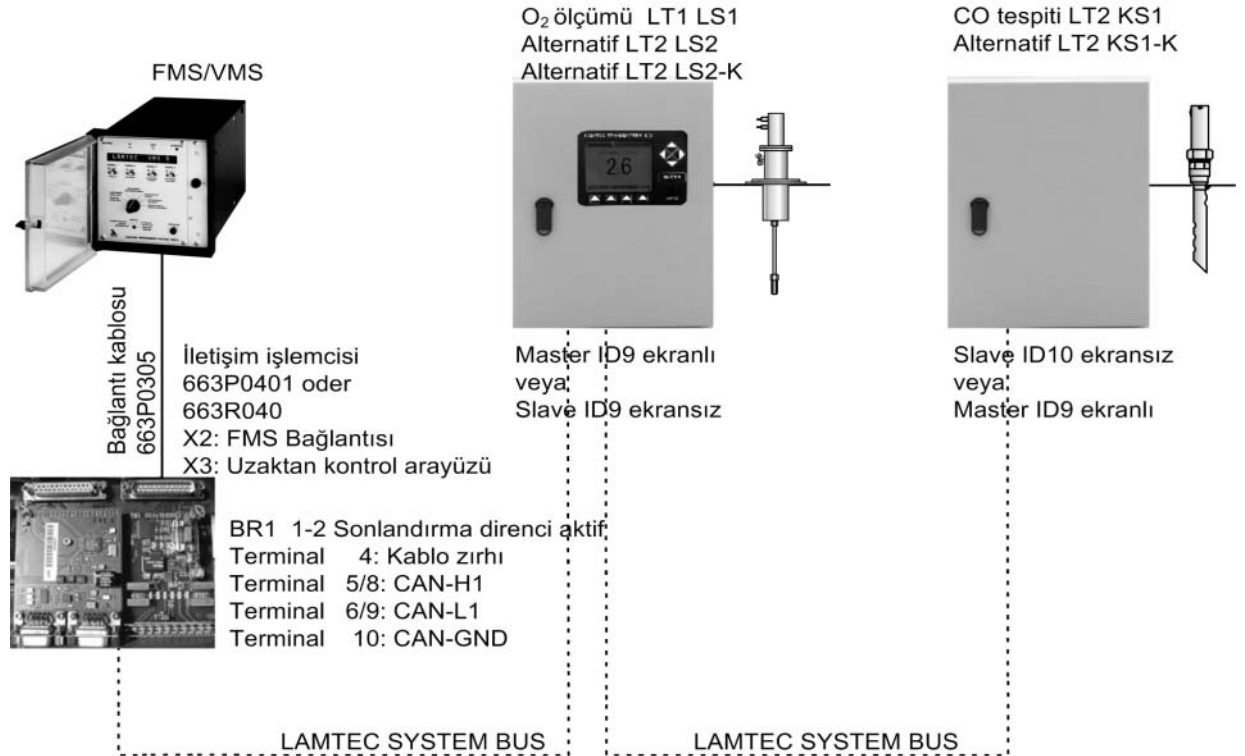 O₂ ölçümü LT1 LS1
Alternatif LT2 LS2
Alternatif LT2 LS2-K
CO tespiti LT2 KS1
Alternatif LT2 KS1-K
FMS/VMS
LAMTEC
2.6
Bağlantı kablosu
663P0305
İletişim işlemcisi
663P0401 oder
663R040
X2: FMS Bağlantısı
X3: Uzaktan kontrol arayüzü
Master ID9 ekranlı
veya
Slave ID9 ekransız
Slave ID10 ekransız
veya
Master ID9 ekranlı
BR1 1-2 Sonlandırma direnci aktif
Terminal 4: Kablo zırhı
Terminal 5/8: CAN-H1
Terminal 6/9: CAN-L1
Terminal 10: CAN-GND
LAMTEC SYSTEM BUS
LAMTEC SYSTEM BUS